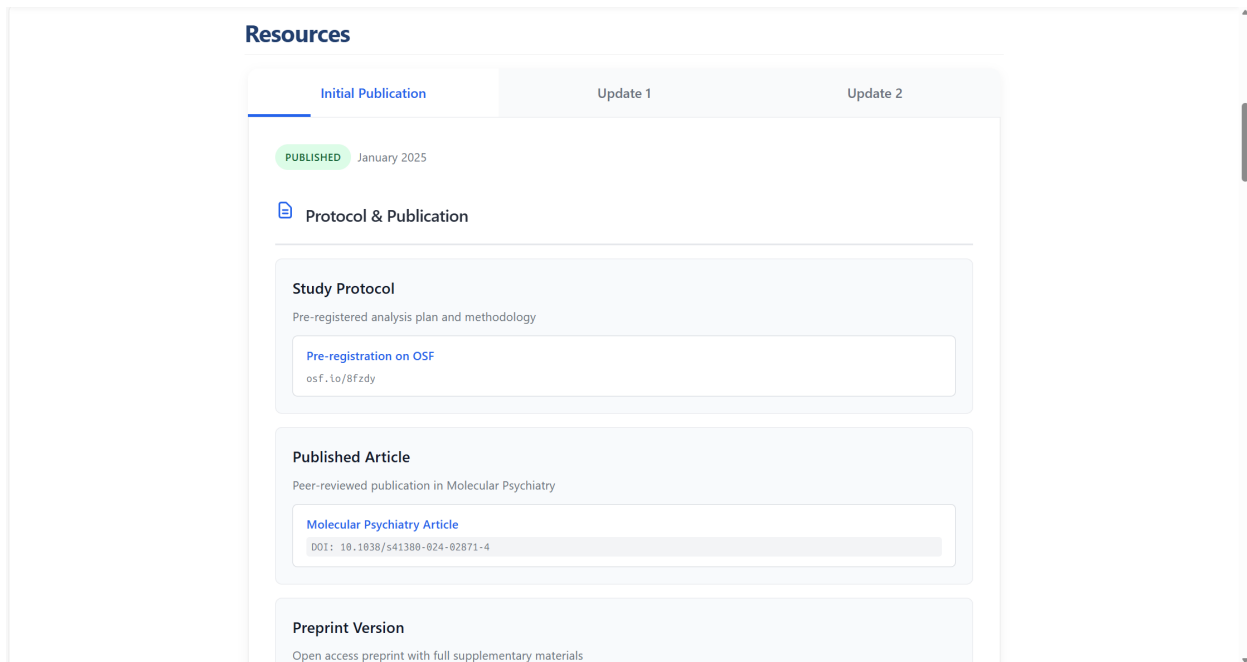 Resources
Initial Publication
Update 1
Update 2
PUBLISHED January 2025
Protocol & Publication
Study Protocol
Pre-registered analysis plan and methodology
Pre-registration on OSF
osf.io/8fzdy
Published Article
Peer-reviewed publication in Molecular Psychiatry
Molecular Psychiatry Article
DOI: 10.1038/s41380-024-02871-4
Preprint Version
Open access preprint with full supplementary materials